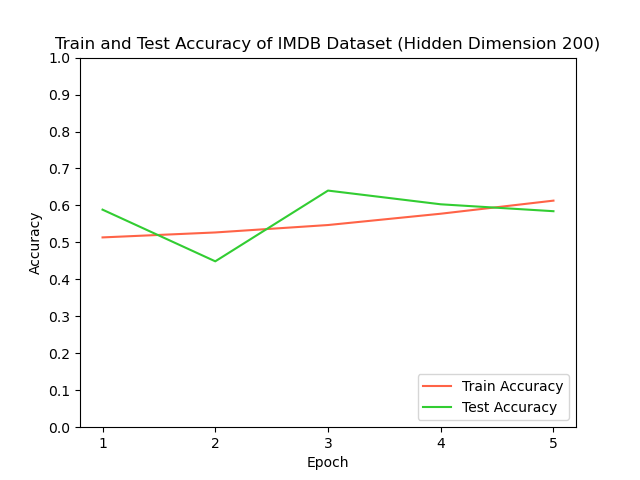 Train and Test Accuracy of IMDB Dataset (Hidden Dimension 200)
1.0
0.9
0.8
0.7
0.6
0.5
0.4
0.3
0.2
0.1
0.0
Accuracy
Train Accuracy
Test Accuracy
1 2 3 4 5
Epoch